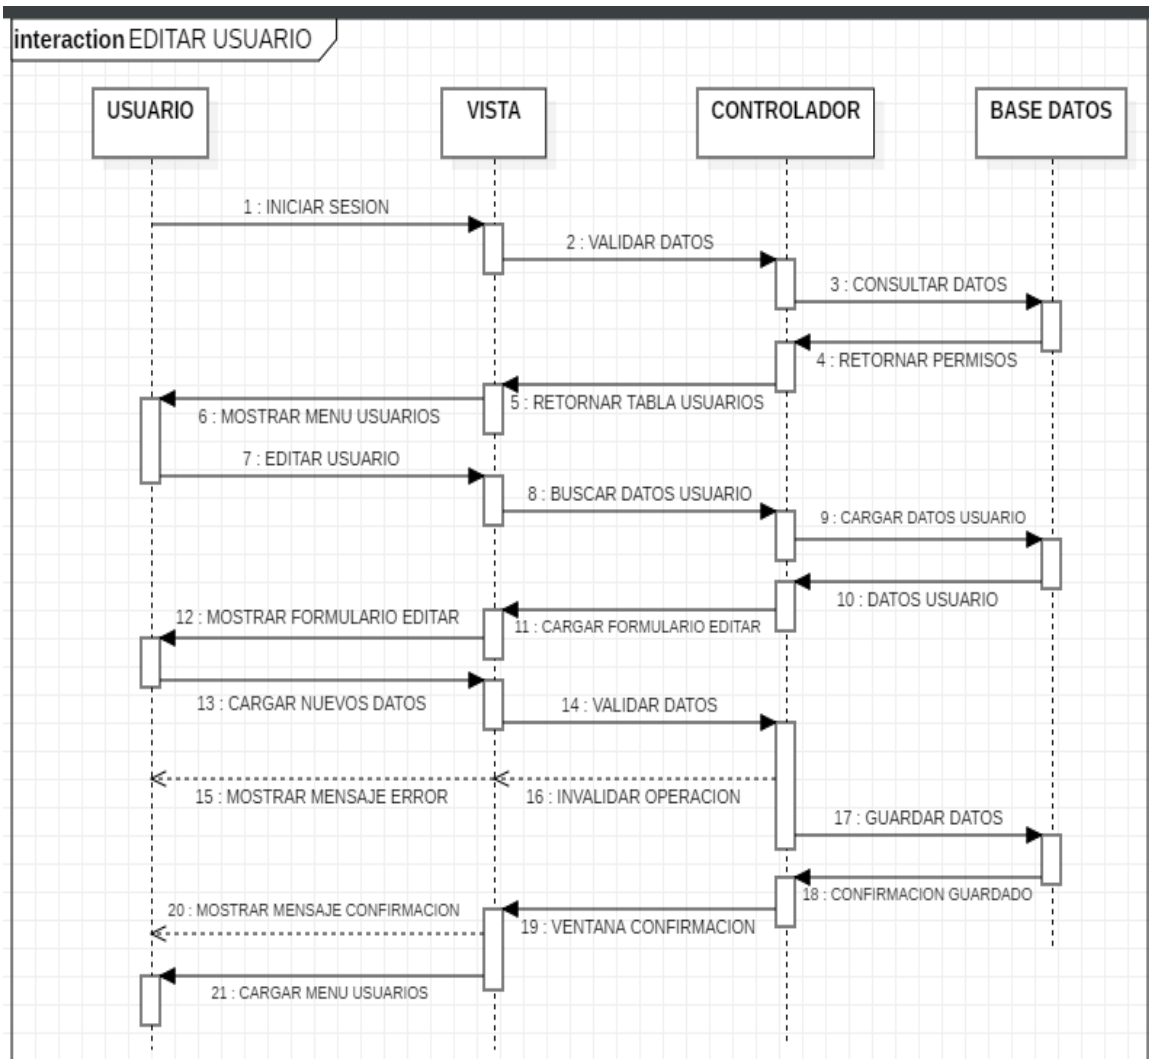 interaction EDITAR USUARIO
USUARIO
VISTA
CONTROLADOR
BASE DATOS
1 : INICIAR SESION
2 : VALIDAR DATOS
3 : CONSULTAR DATOS
4 : RETORNAR PERMISOS
5 : RETORNAR TABLA USUARIOS
6 : MOSTRAR MENU USUARIOS
7 : EDITAR USUARIO
8 : BUSCAR DATOS USUARIO
9 : CARGAR DATOS USUARIO
10 : DATOS USUARIO
11 : CARGAR FORMULARIO EDITAR
12 : MOSTRAR FORMULARIO EDITAR
13 : CARGAR NUEVOS DATOS
14 : VALIDAR DATOS
15 : MOSTRAR MENSAJE ERROR
16 : INVALIDAR OPERACION
17 : GUARDAR DATOS
18 : CONFIRMACION GUARDADO
19 : VENTANA CONFIRMACION
20 : MOSTRAR MENSAJE CONFIRMACION
21 : CARGAR MENU USUARIOS